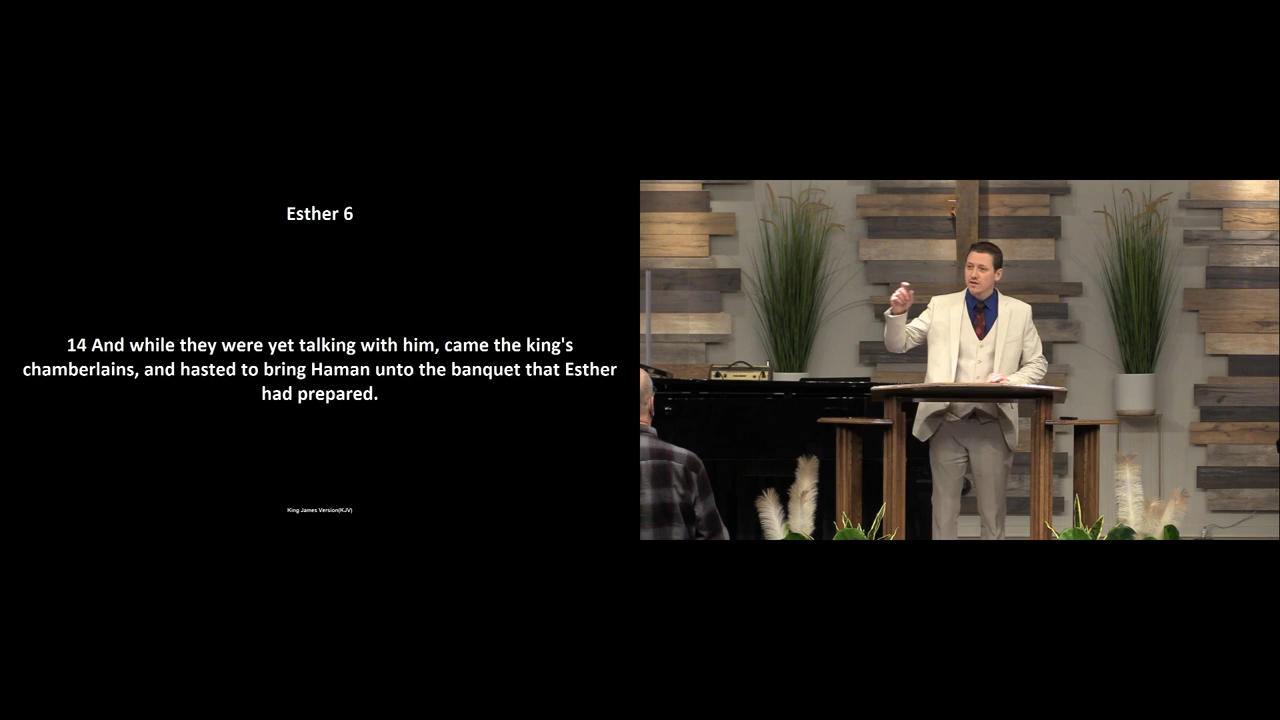 Esther 6
14 And while they were yet talking with him, came the king's
chamberlains, and hasted to bring Haman unto the banquet that Esther
had prepared.
King James Version(KJV)